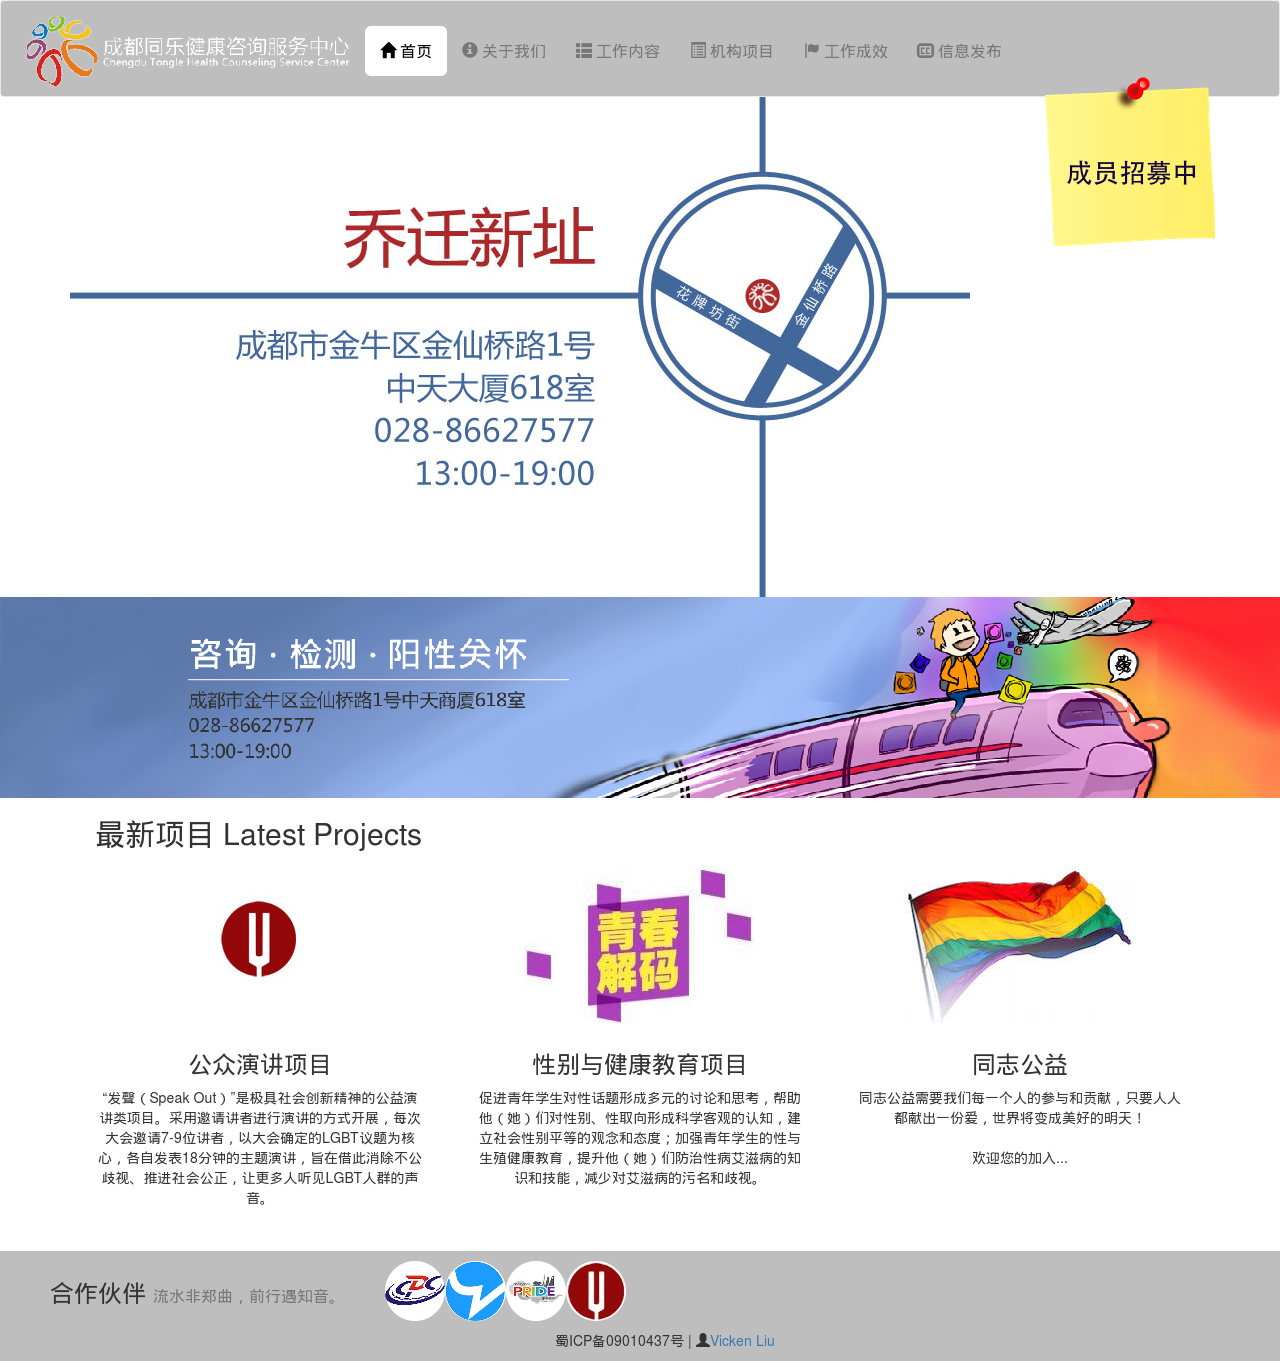 成都同乐健康咨询服务中心
Chengdu Tongle Health Counseling Service Center
首页
关于我们
工作内容
机构项目
工作成效
信息发布
成员招募中
乔迁新址
花牌坊街
金仙桥路
成都市金牛区金仙桥路1号
中天大厦618室
028-86627577
13:00-19:00
咨询·检测·阳性关怀
成都市金牛区金仙桥路1号中天商厦618室
028-86627577
13:00-19:00
最新项目 Latest Projects
青春
解码
公众演讲项目
“发聲（Speak Out）”是极具社会创新精神的公益演
讲类项目。采用邀请讲者进行演讲的方式开展，每次
大会邀请7-9位讲者，以大会确定的LGBT议题为核
心，各自发表18分钟的主题演讲，旨在借此消除不公
歧视、推进社会公正，让更多人听见LGBT人群的声
音。
性别与健康教育项目
促进青年学生对性话题形成多元的讨论和思考，帮助
他（她）们对性别、性取向形成科学客观的认知，建
立社会性别平等的观念和态度；加强青年学生的性与
生殖健康教育，提升他（她）们防治性病艾滋病的知
识和技能，减少对艾滋病的污名和歧视。
同志公益
同志公益需要我们每一个人的参与和贡献，只要人人
都献出一份爱，世界将变成美好的明天！
欢迎您的加入...
合作伙伴 流水非郑曲，前行遇知音。
CDC
PRIDE
蜀ICP备09010437号 | Vicken Liu